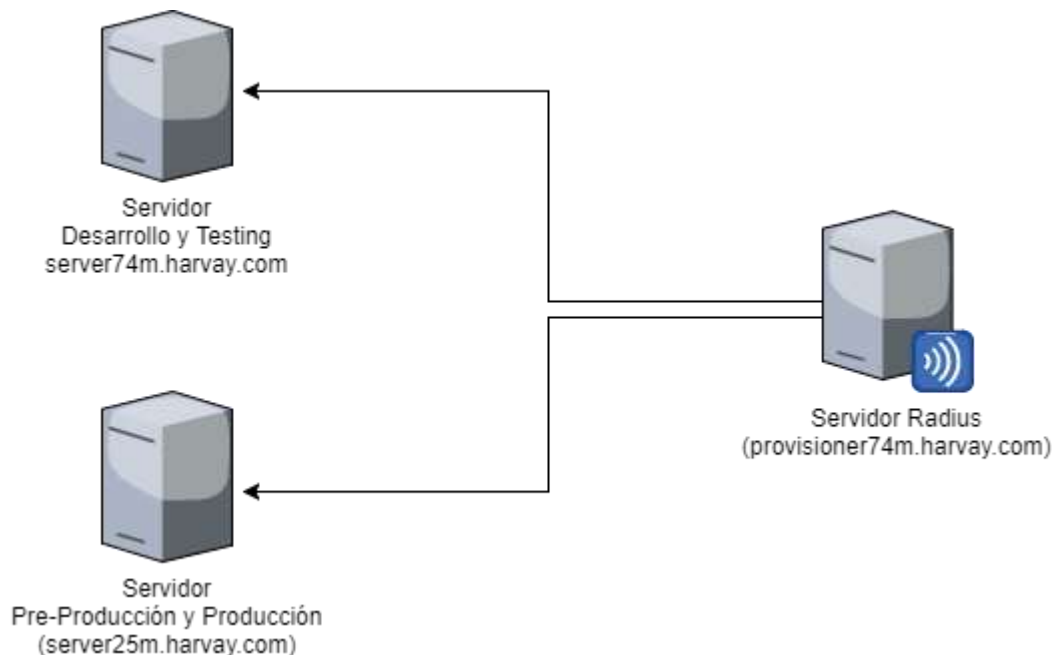 Servidor
Desarrollo y Testing
server74m.harvay.com
Servidor Radius
(provisioner74m.harvay.com)
Servidor
Pre-Producción y Producción
(server25m.harvay.com)